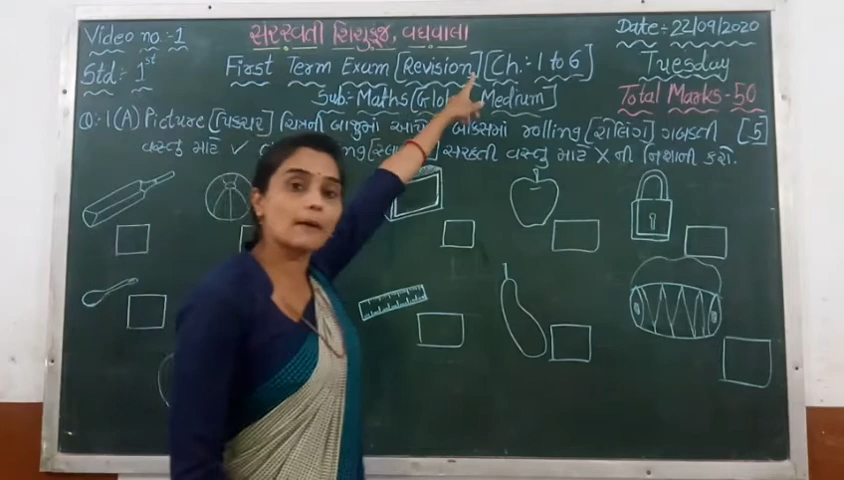 Video no.-1
સરસ્વતી શિશુકુંજ, વઘવાલા
Date:-22/09/2020
Std:- 1st
First Term Exam [Revision] [Ch.:-1 to 6]
Tuesday
Sub:-Maths [Glo Medium]
Total Marks-50
Q:1(A) Picture [પિક્ચર] ચિત્રની બાજુમાં આપેલ બોક્સમાં rolling [રોલિંગ] ગબડતી [5]
વસ્તુ માટે ✓ ing [સ્લા સરકતી વસ્તુ માટે X ની નિશાની કરો.